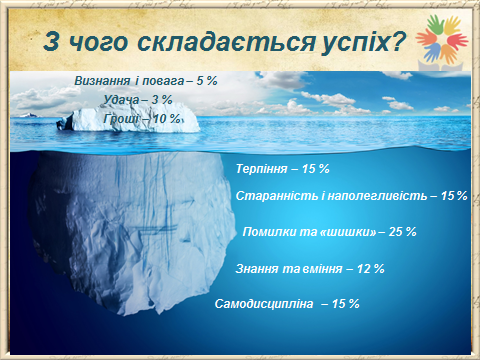 З чого складається успіх?
Визнання і повага – 5 %
Удача – 3 %
Гроші – 10 %
Терпіння – 15 %
Старанність і наполегливість – 15 %
Помилки та «шишки» – 25 %
Знання та вміння – 12 %
Самодисципліна – 15 %